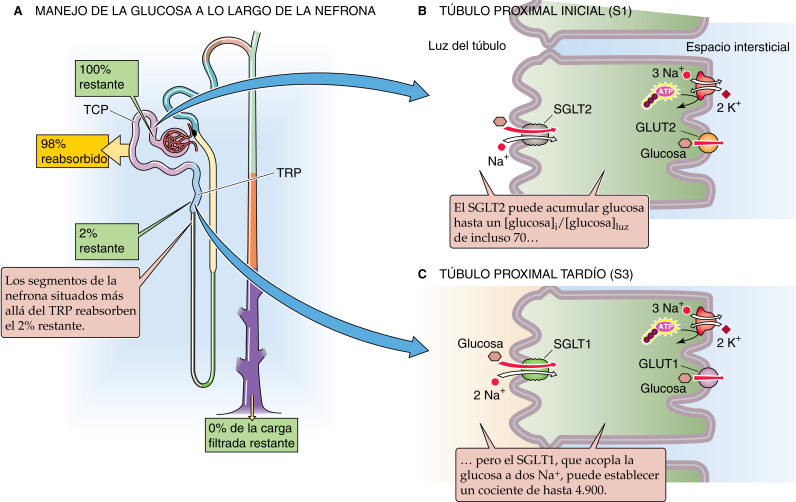 A MANEJO DE LA GLUCOSA A LO LARGO DE LA NEFRONA
100%
restante
TCP
98%
reabsorbido
TRP
2%
restante
Los segmentos de la
nefrona situados más
allá del TRP reabsorben
el 2% restante.
0% de la carga
filtrada restante
B TÚBULO PROXIMAL INICIAL (S1)
Luz del túbulo
Espacio intersticial
3 Na+
ATP
2 K+
SGLT2
Na+
GLUT2
Glucosa
El SGLT2 puede acumular glucosa
hasta un [glucosa]i/[glucosa]luz
de incluso 70…
C TÚBULO PROXIMAL TARDÍO (S3)
3 Na+
ATP
2 K+
Glucosa
SGLT1
2 Na+
GLUT1
Glucosa
… pero el SGLT1, que acopla la
glucosa a dos Na+, puede establecer
un cociente de hasta 4.900.